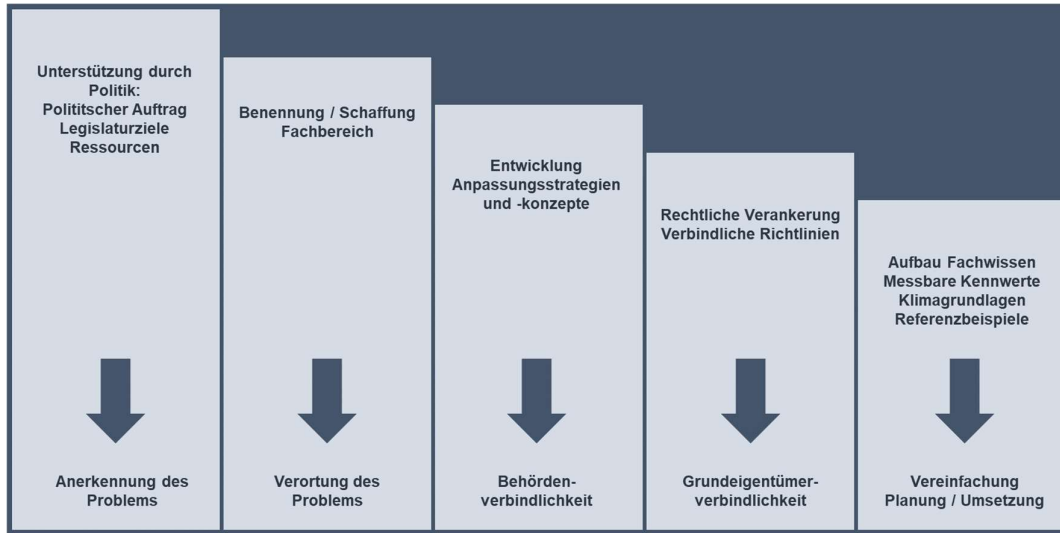 Unterstützung durch
Politik:
Polititscher Auftrag
Legislaturziele
Ressourcen
Anerkennung des
Problems
Benennung / Schaffung
Fachbereich
Verortung des
Problems
Entwicklung
Anpassungsstrategien
und -konzepte
Behörden-
verbindlichkeit
Rechtliche Verankerung
Verbindliche Richtlinien
Grundeigentümer-
verbindlichkeit
Aufbau Fachwissen
Messbare Kennwerte
Klimagrundlagen
Referenzbeispiele
Vereinfachung
Planung / Umsetzung